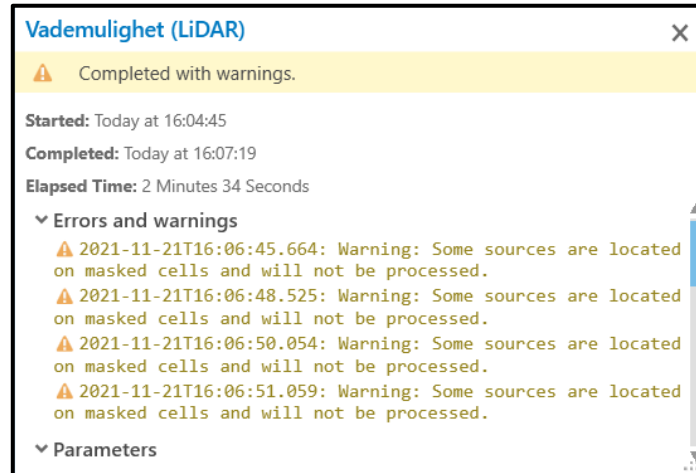 Vademulighet (LiDAR)
Completed with warnings.
Started: Today at 16:04:45
Completed: Today at 16:07:19
Elapsed Time: 2 Minutes 34 Seconds
Errors and warnings
2021-11-21T16:06:45.664: Warning: Some sources are located
on masked cells and will not be processed.
2021-11-21T16:06:48.525: Warning: Some sources are located
on masked cells and will not be processed.
2021-11-21T16:06:50.054: Warning: Some sources are located
on masked cells and will not be processed.
2021-11-21T16:06:51.059: Warning: Some sources are located
on masked cells and will not be processed.
Parameters